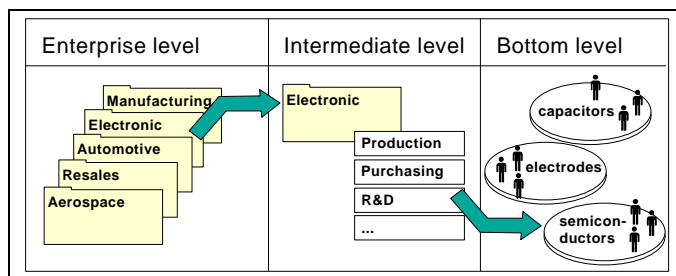 Enterprise level
Intermediate level
Bottom level
Manufacturing
Electronic
Automotive
Resales
Aerospace
Electronic
Production
Purchasing
R&D
...
capacitors
electrodes
semicon-
ductors